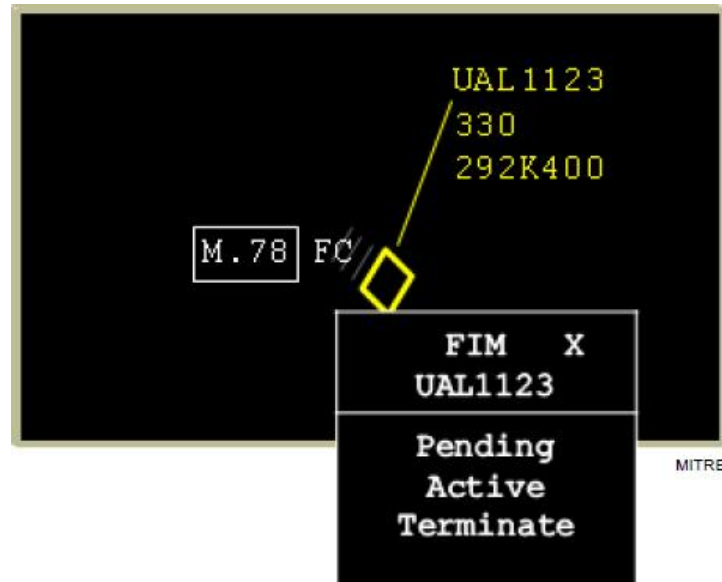 UAL1123
330
292K400
M.78 FC
FIM X
UAL1123
Pending
Active
Terminate
MITRE